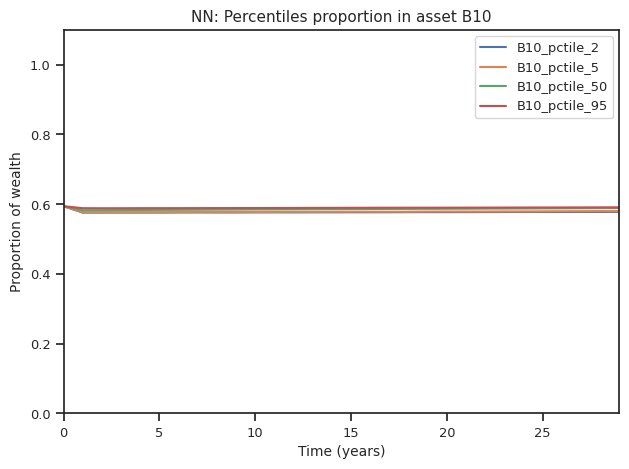 NN: Percentiles proportion in asset B10
B10_pctile_2
B10_pctile_5
B10_pctile_50
B10_pctile_95
Proportion of wealth
1.0
0.8
0.6
0.4
0.2
0.0
0 5 10 15 20 25
Time (years)